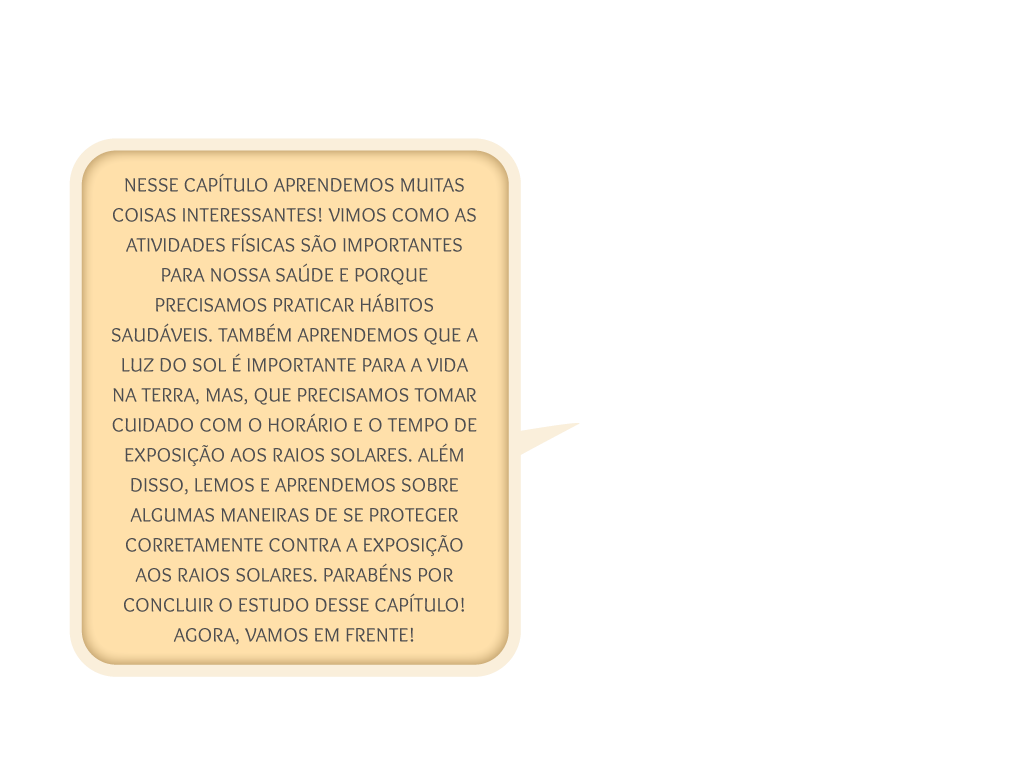 NESSE CAPÍTULO APRENDEMOS MUITAS
COISAS INTERESSANTES! VIMOS COMO AS
ATIVIDADES FÍSICAS SÃO IMPORTANTES
PARA NOSSA SAÚDE E PORQUE
PRECISAMOS PRATICAR HÁBITOS
SAUDÁVEIS. TAMBÉM APRENDEMOS QUE A
LUZ DO SOL É IMPORTANTE PARA A VIDA
NA TERRA, MAS, QUE PRECISAMOS TOMAR
CUIDADO COM O HORÁRIO E O TEMPO DE
EXPOSIÇÃO AOS RAIOS SOLARES. ALÉM
DISSO, LEMOS E APRENDEMOS SOBRE
ALGUMAS MANEIRAS DE SE PROTEGER
CORRETAMENTE CONTRA A EXPOSIÇÃO
AOS RAIOS SOLARES. PARABÉNS POR
CONCLUIR O ESTUDO DESSE CAPÍTULO!
AGORA, VAMOS EM FRENTE!